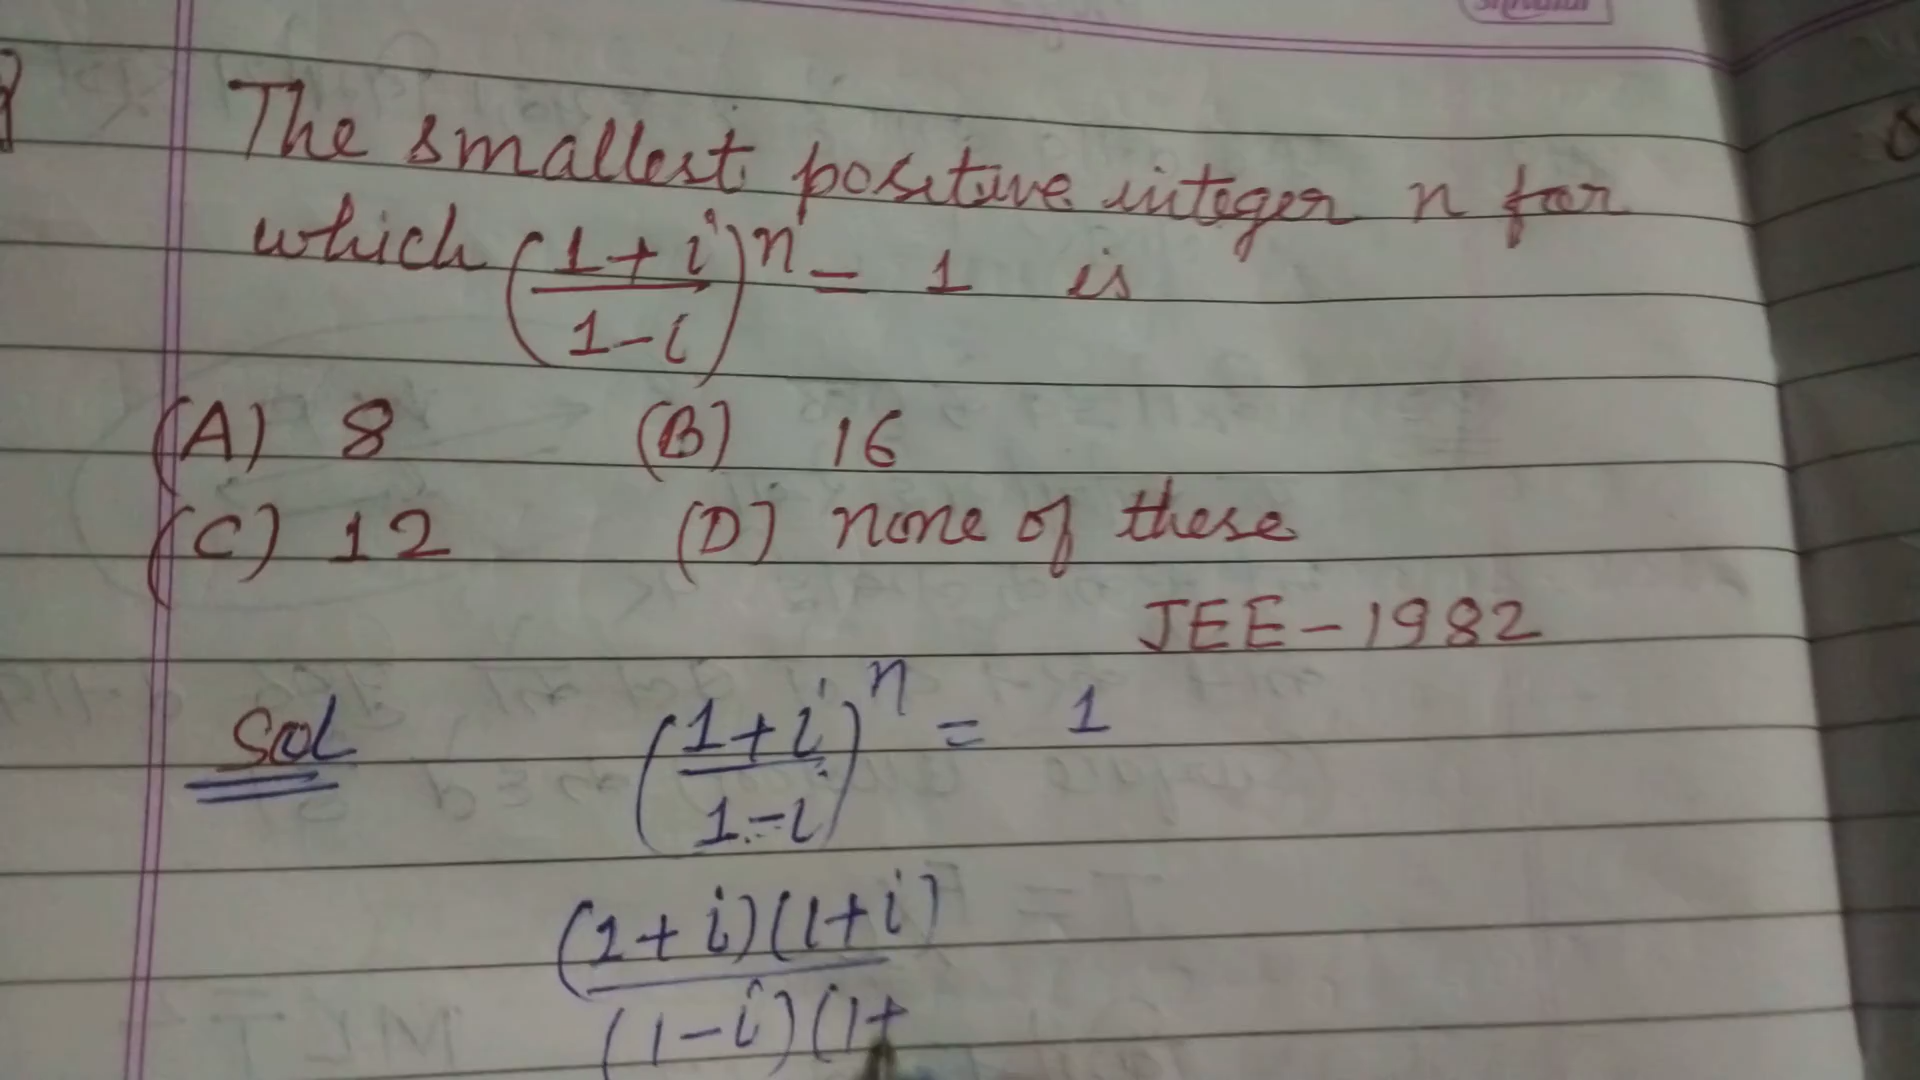 The smallest positive integer n for
which (1+i/1-i)^n = 1 is
(A) 8 (B) 16
(C) 12 (D) none of these
JEE-1982
Sol (1+i/1-i)^n = 1
(1+i)(1+i)
(1-i)(1+